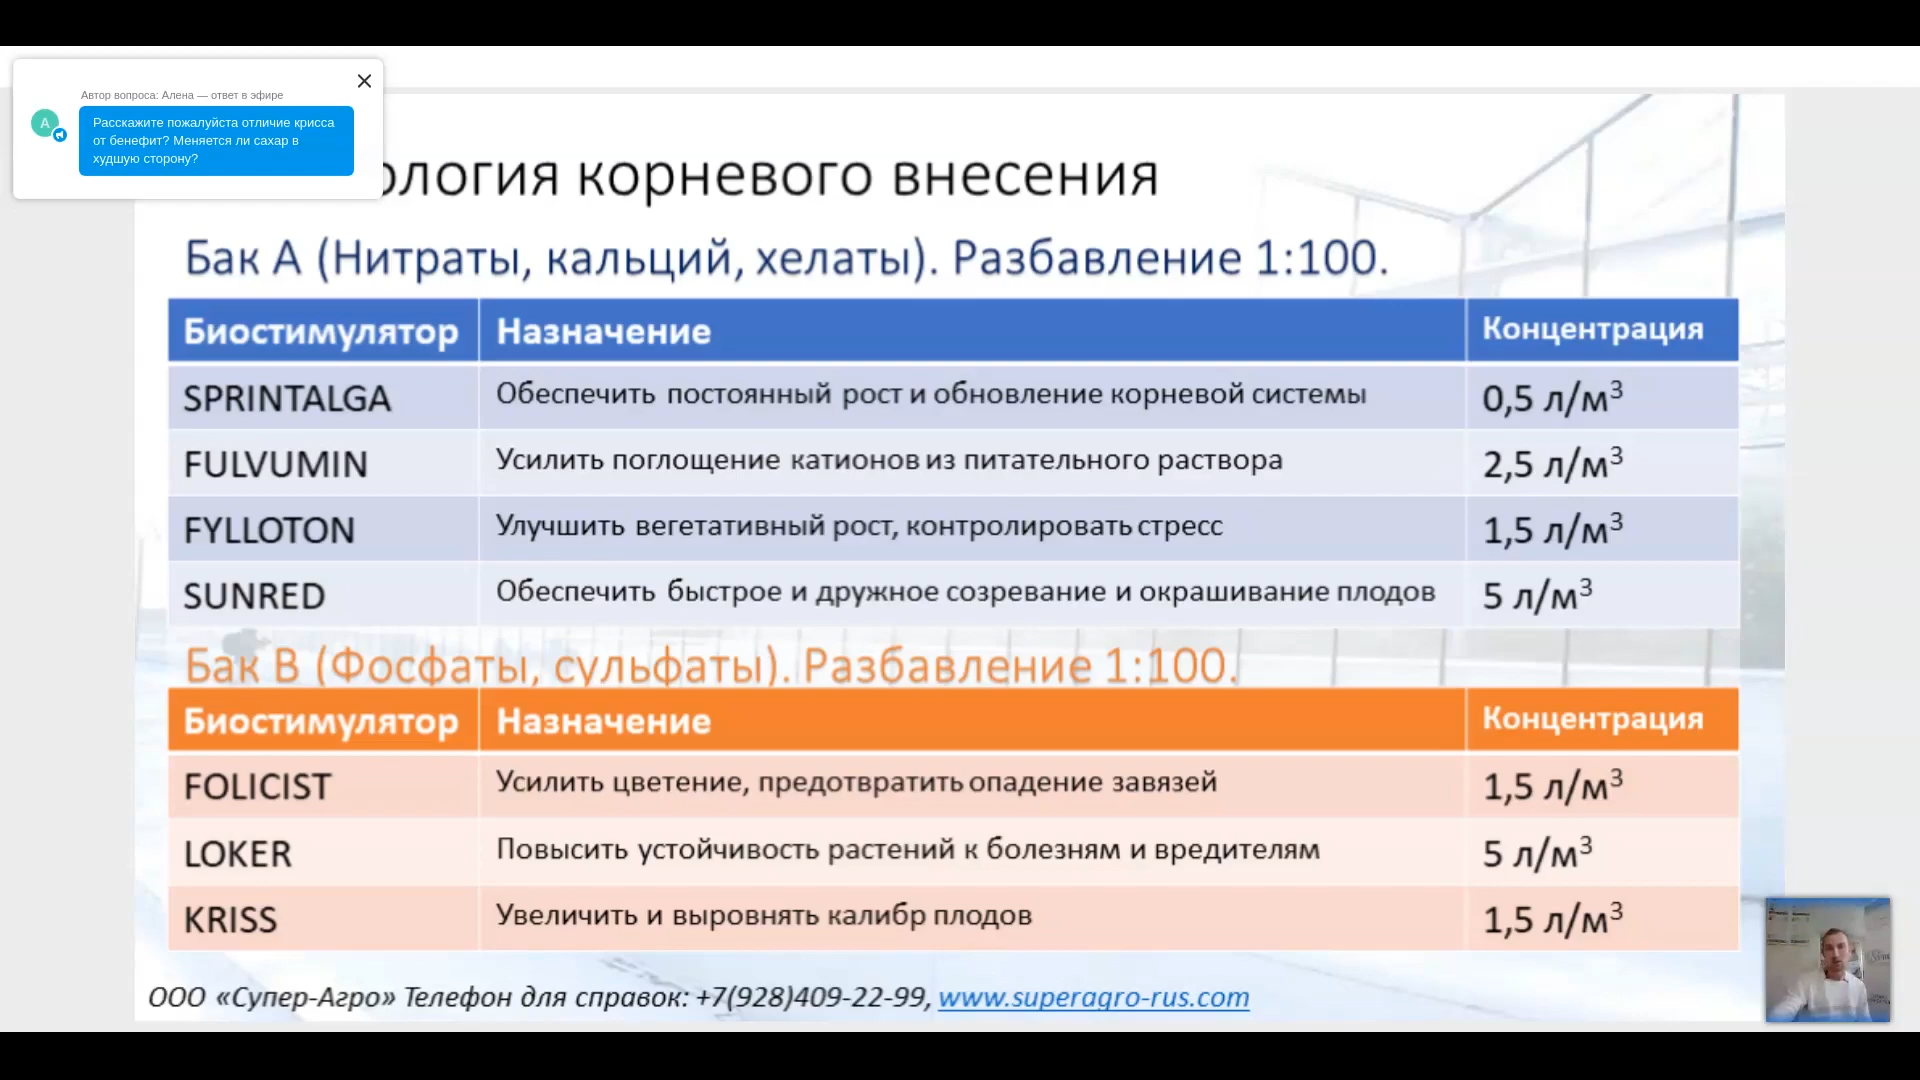 Автор вопроса: Алена — ответ в эфире
А
Расскажите пожалуйста отличие крисса
от бенефит? Меняется ли сахар в
худшую сторону?
ология корневого внесения
Бак А (Нитраты, кальций, хелаты). Разбавление 1:100.
Биостимулятор Назначение Концентрация
SPRINTALGA Обеспечить постоянный рост и обновление корневой системы 0,5 л/м³
FULVUMIN Усилить поглощение катионов из питательного раствора 2,5 л/м³
FYLLOTON Улучшить вегетативный рост, контролировать стресс 1,5 л/м³
SUNRED Обеспечить быстрое и дружное созревание и окрашивание плодов 5 л/м³
Бак В (Фосфаты, сульфаты). Разбавление 1:100.
Биостимулятор Назначение Концентрация
FOLICIST Усилить цветение, предотвратить опадение завязей 1,5 л/м³
LOKER Повысить устойчивость растений к болезням и вредителям 5 л/м³
KRISS Увеличить и выровнять калибр плодов 1,5 л/м³
ООО «Супер-Агро» Телефон для справок: +7(928)409-22-99, www.superagro-rus.com